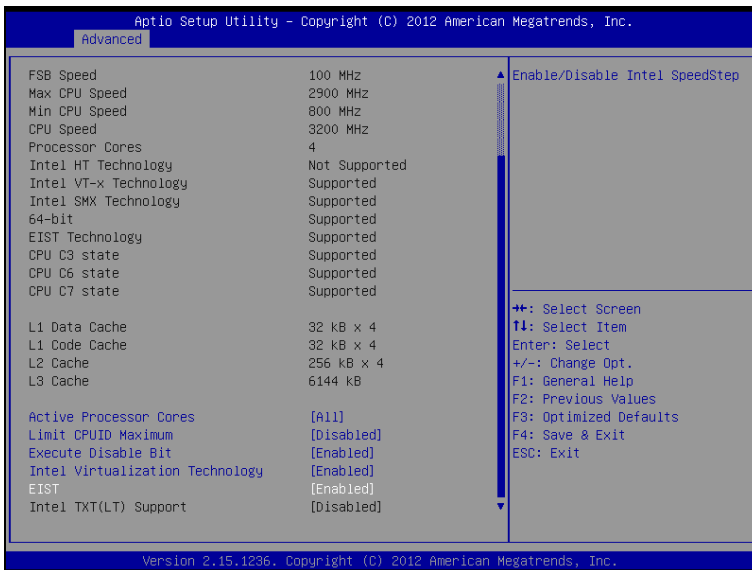 Aptio Setup Utility – Copyright (C) 2012 American Megatrends, Inc.
Advanced
FSB Speed 100 MHz
Max CPU Speed 2900 MHz
Min CPU Speed 800 MHz
CPU Speed 3200 MHz
Processor Cores 4
Intel HT Technology Not Supported
Intel VT-x Technology Supported
Intel SMX Technology Supported
64-bit Supported
EIST Technology Supported
CPU C3 state Supported
CPU C6 state Supported
CPU C7 state Supported
L1 Data Cache 32 kB x 4
L1 Code Cache 32 kB x 4
L2 Cache 256 kB x 4
L3 Cache 6144 kB
Active Processor Cores [All]
Limit CPUID Maximum [Disabled]
Execute Disable Bit [Enabled]
Intel Virtualization Technology [Enabled]
EIST [Enabled]
Intel TXT(LT) Support [Disabled]
Enable/Disable Intel SpeedStep
→←: Select Screen
↑↓: Select Item
Enter: Select
+/-: Change Opt.
F1: General Help
F2: Previous Values
F3: Optimized Defaults
F4: Save & Exit
ESC: Exit
Version 2.15.1236. Copyright (C) 2012 American Megatrends, Inc.